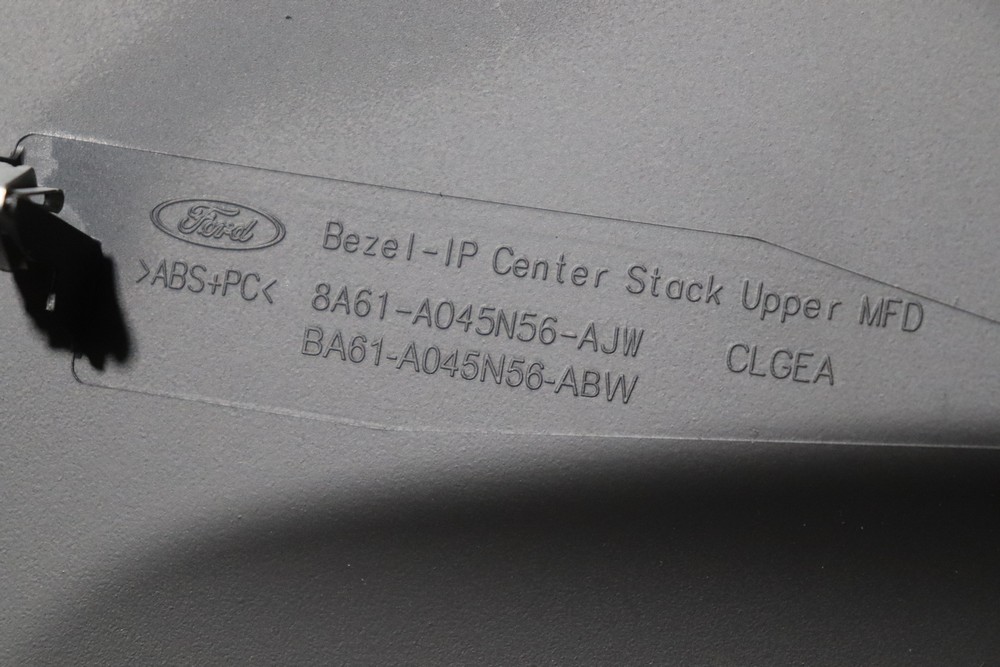 Ford Bezel-IP Center Stack Upper MFD
>ABS+PC< 8A61-A045N56-AJW CLGEA
BA61-A045N56-ABW